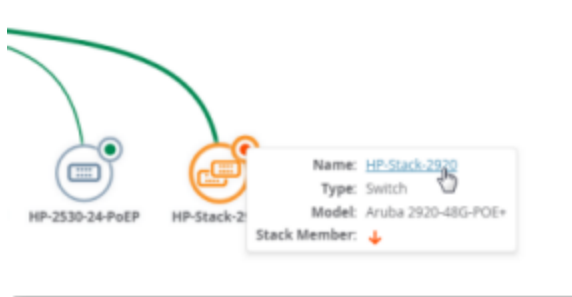 HP-2530-24-PoEP
HP-Stack-2
Name: HP-Stack-2920
Type: Switch
Model: Aruba 2920-48G-POE+
Stack Member: